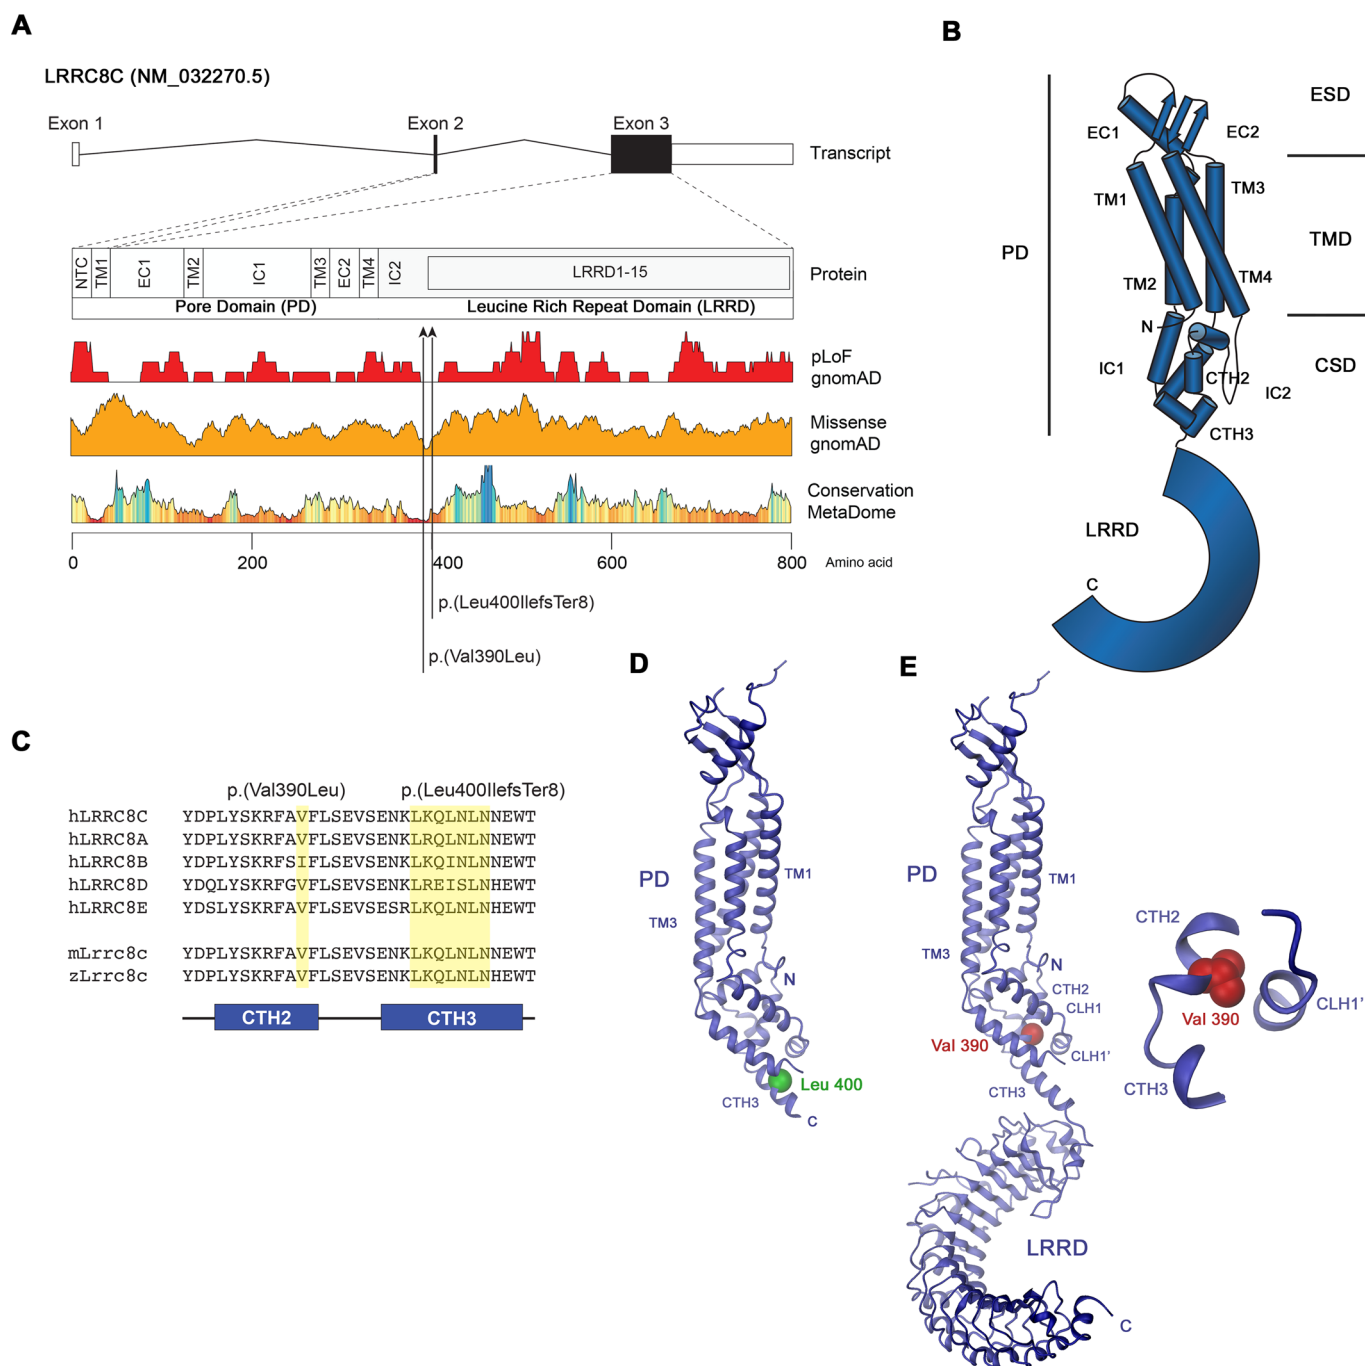 A
LRRC8C (NM_032270.5)
Exon 1
Exon 2
Exon 3
Transcript
NTC
TM1
EC1
TM2
IC1
TM3
EC2
TM4
IC2
LRRD1-15
Protein
Pore Domain (PD)
Leucine Rich Repeat Domain (LRRD)
pLoF
gnomAD
Missense
gnomAD
Conservation
MetaDome
0
200
400
600
800
Amino acid
p.(Leu400IlefsTer8)
p.(Val390Leu)
B
ESD
EC1
EC2
TM1
TM3
PD
TMD
TM2
TM4
N
IC1
CTH2
IC2
CSD
CTH3
LRRD
C
C
p.(Val390Leu)
p.(Leu400IlefsTer8)
hLRRC8C YDPLYSKRFAVFLSEVSENKLKQLNLNNEWT
hLRRC8A YDPLYSKRFAVFLSEVSENKLRQLNLNNEWT
hLRRC8B YDPLYSKRFSIFLSEVSENKLKQINLNNEWT
hLRRC8D YDQLYSKRFGVFLSEVSENKLREISLNHEWT
hLRRC8E YDSLYSKRFAVFLSEVSESRLKQLNLNHEWT
mLrrc8c YDPLYSKRFAVFLSEVSENKLKQLNLNNEWT
zLrrc8c YDPLYSKRFAVFLSEVSENKLKQLNLNNEWT
CTH2
CTH3
D
PD
TM1
TM3
N
Leu 400
CTH3
C
E
PD
TM1
TM3
N
CTH2
CLH1
Val 390
CLH1'
CTH3
LRRD
C
CTH2
Val 390
CLH1'
CTH3